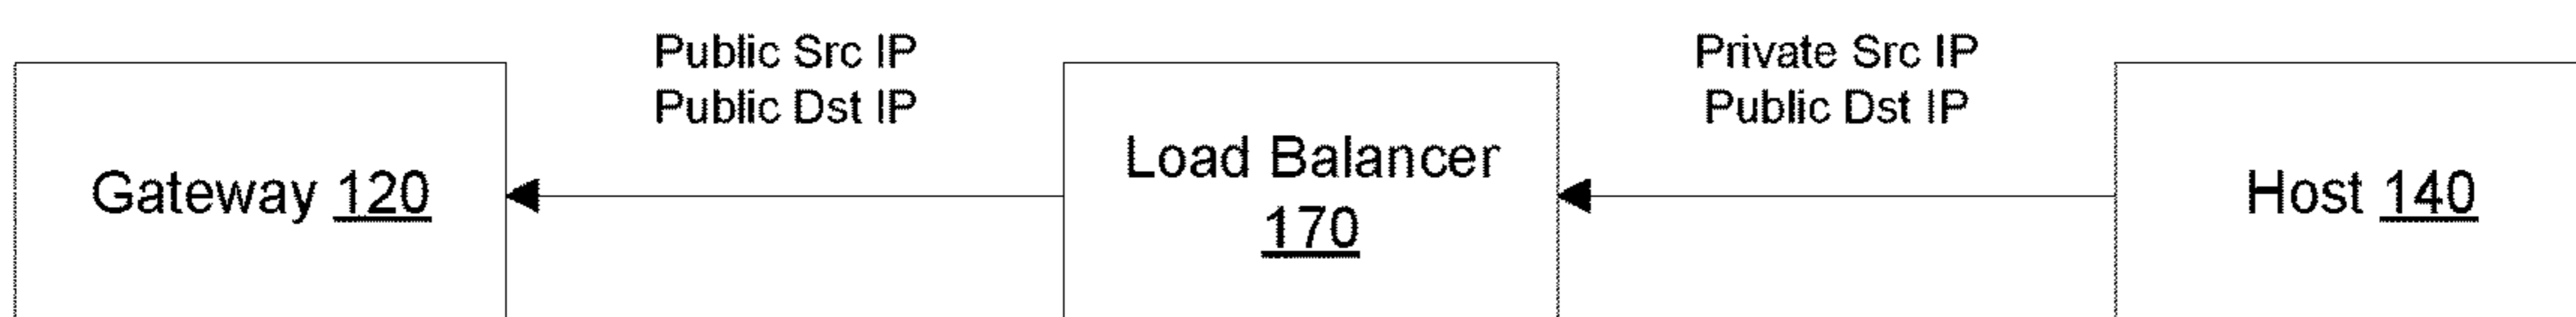 Public Src IP
Public Dst IP
Private Src IP
Public Dst IP
Gateway 120
Load Balancer
170
Host 140